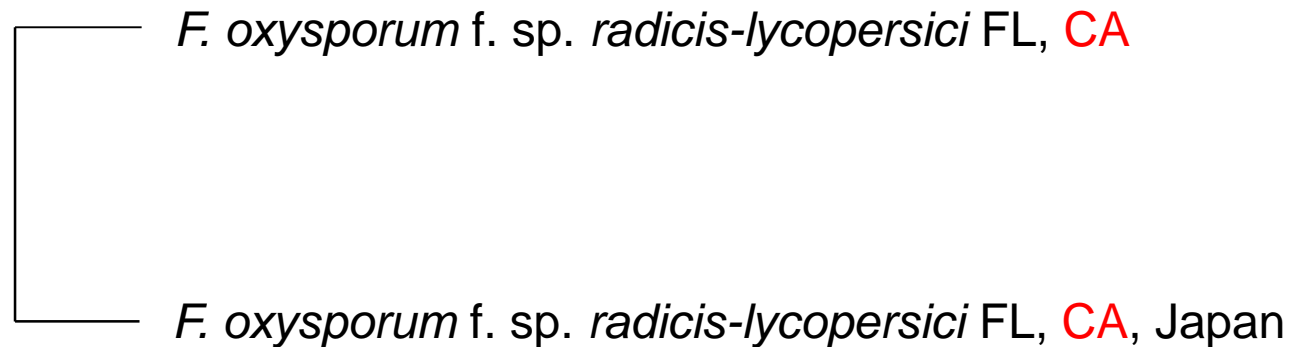 F. oxysporum f. sp. radicis-lycopersici FL, CA
F. oxysporum f. sp. radicis-lycopersici FL, CA, Japan